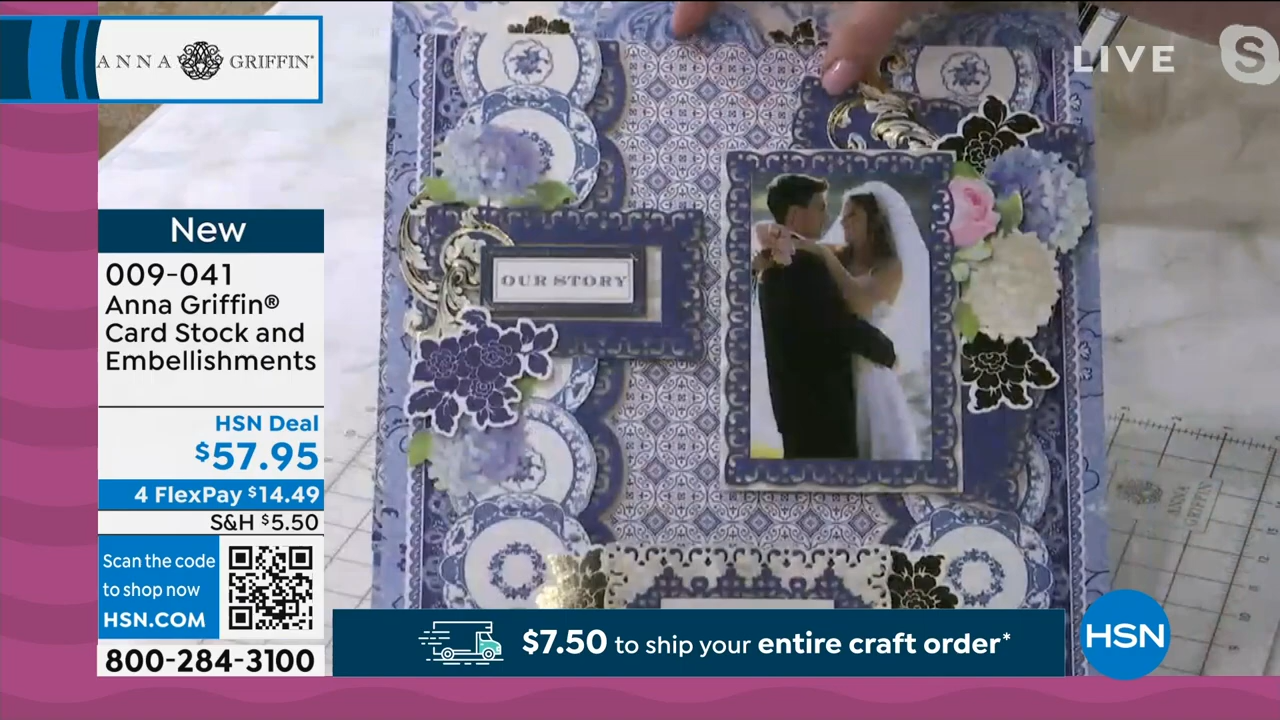 ANNA GRIFFIN®
LIVE
S
New
009-041
Anna Griffin®
Card Stock and
Embellishments
HSN Deal
$57.95
4 FlexPay $14.49
S&H $5.50
Scan the code
to shop now
HSN.COM
800-284-3100
OUR STORY
ANNA
GRIFFIN
$7.50 to ship your entire craft order*
HSN